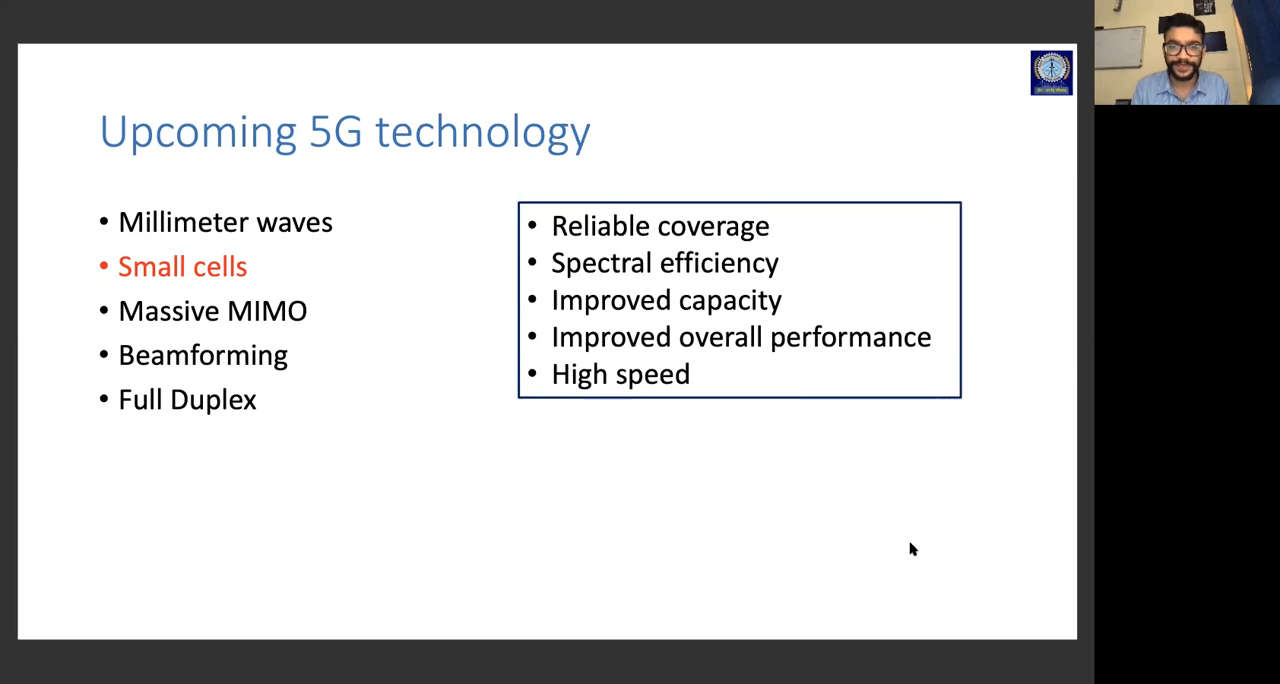 Upcoming 5G technology
• Millimeter waves
• Small cells
• Massive MIMO
• Beamforming
• Full Duplex
• Reliable coverage
• Spectral efficiency
• Improved capacity
• Improved overall performance
• High speed